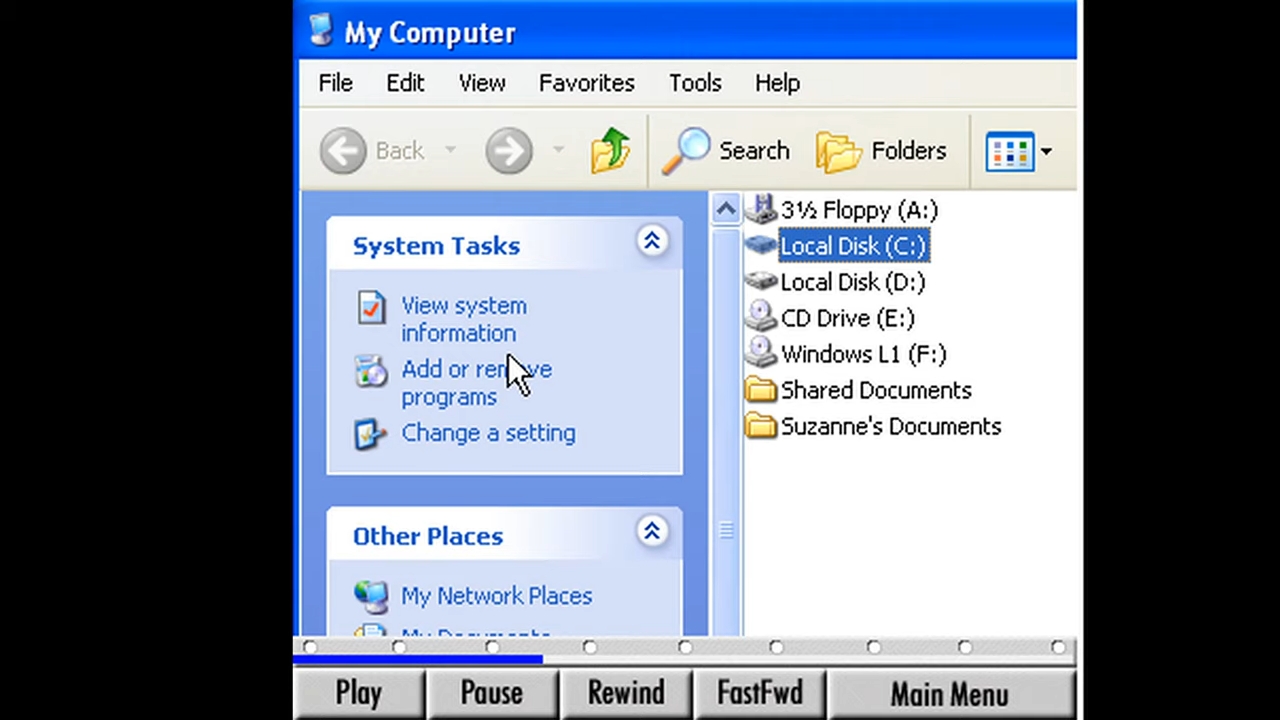 My Computer
File Edit View Favorites Tools Help
Back Search Folders
System Tasks
View system
information
Add or remove
programs
Change a setting
Other Places
My Network Places
My Documents
3½ Floppy (A:)
Local Disk (C:)
Local Disk (D:)
CD Drive (E:)
Windows L1 (F:)
Shared Documents
Suzanne's Documents
Play Pause Rewind FastFwd Main Menu